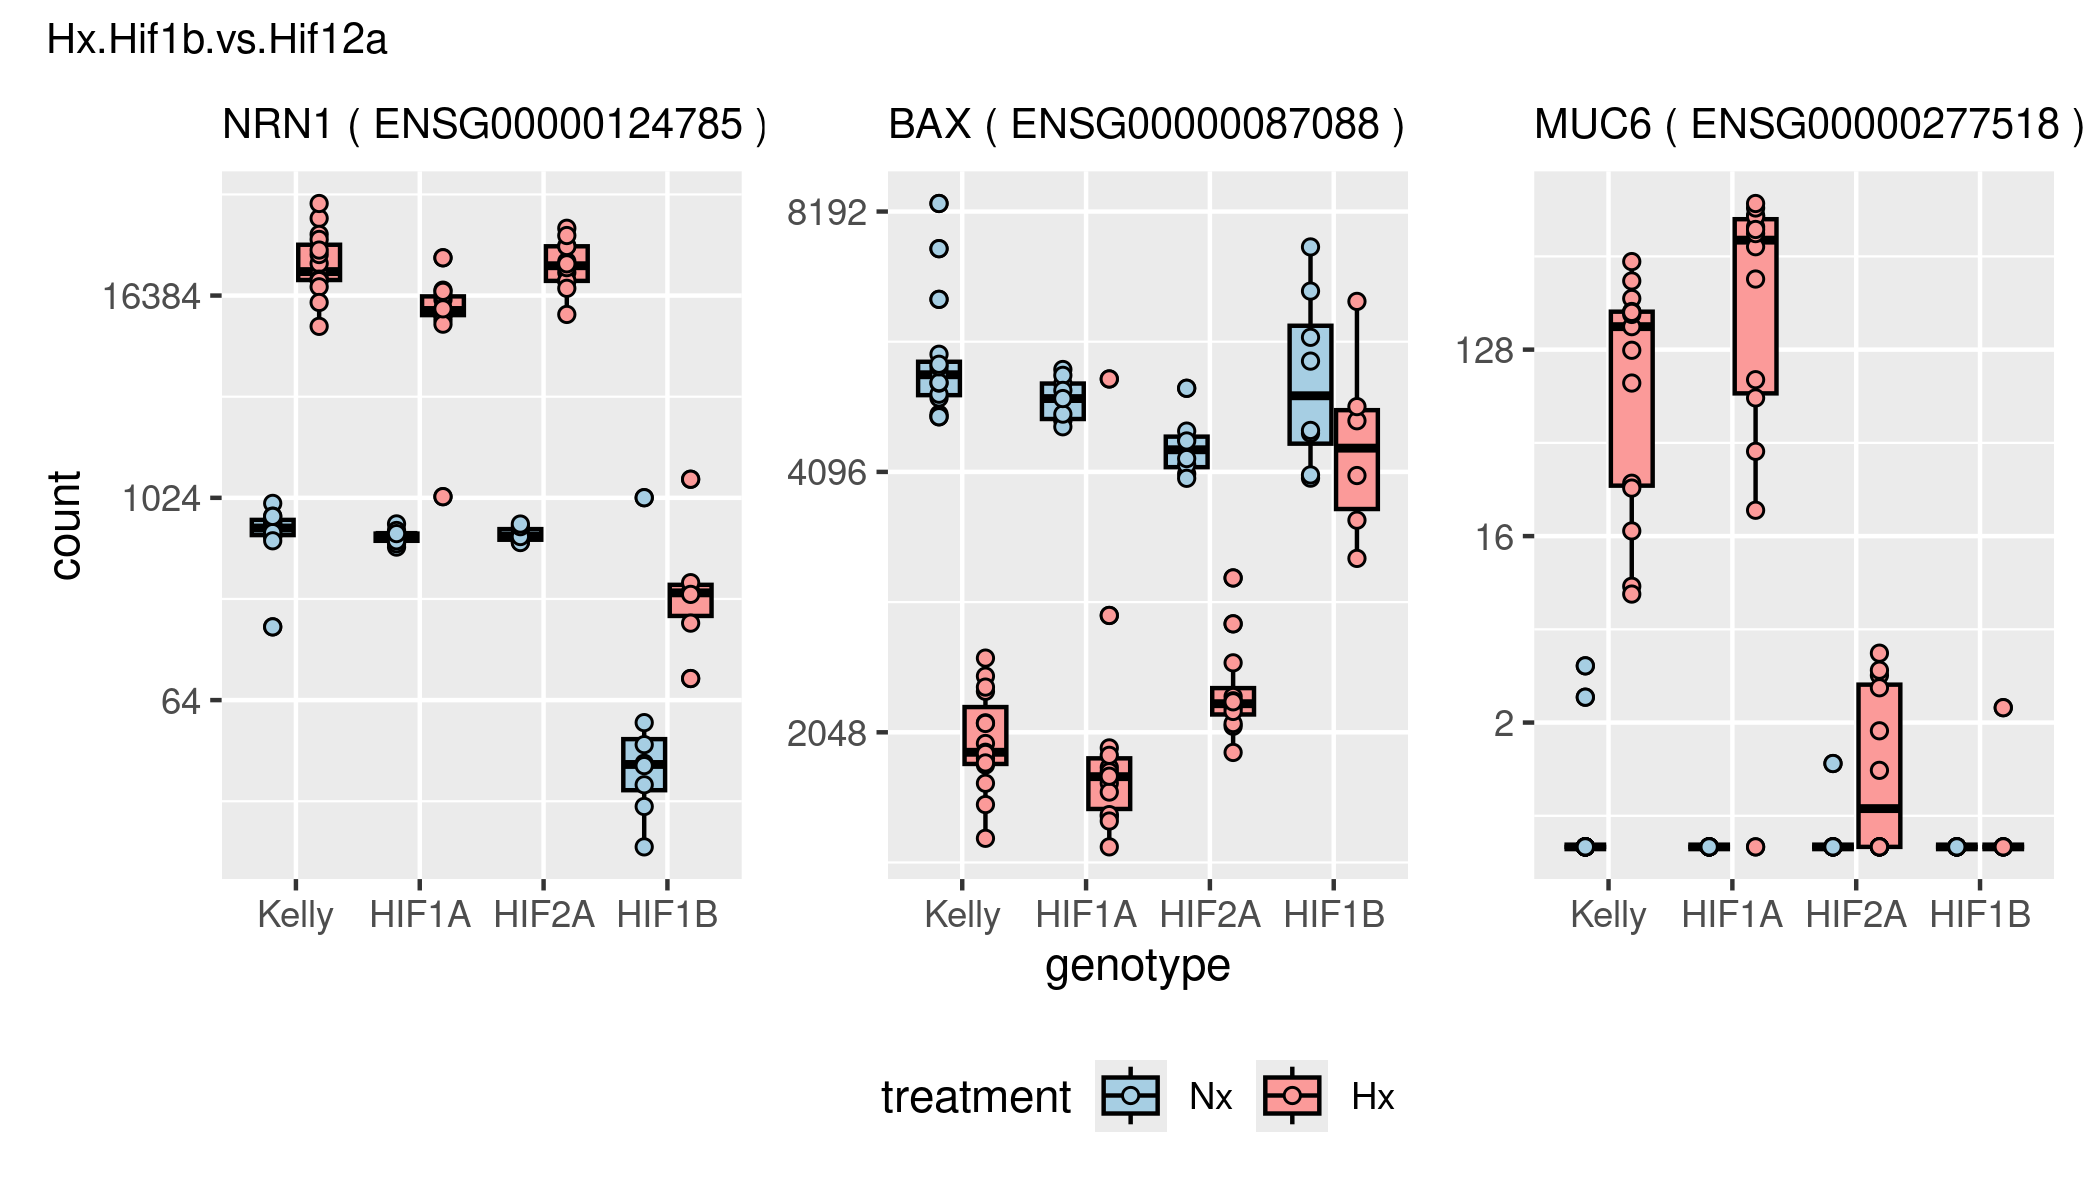 Hx.Hif1b.vs.Hif12a
NRN1 ( ENSG00000124785 )
BAX ( ENSG00000087088 )
MUC6 ( ENSG00000277518 )
count
16384
1024
64
8192
4096
2048
128
16
2
Kelly HIF1A HIF2A HIF1B
Kelly HIF1A HIF2A HIF1B
Kelly HIF1A HIF2A HIF1B
genotype
treatment Nx Hx